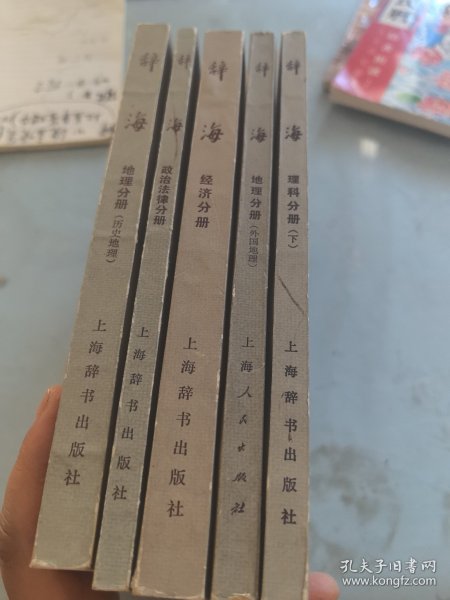 辞海
地理分册(历史地理)
上海辞书出版社
辞海
政治法律分册
上海辞书出版社
辞海
经济分册
上海辞书出版社
辞海
地理分册(外国地理)
上海人民出版社
辞海
理科分册(下)
上海辞书出版社
孔夫子旧书网
www.kongfz.com